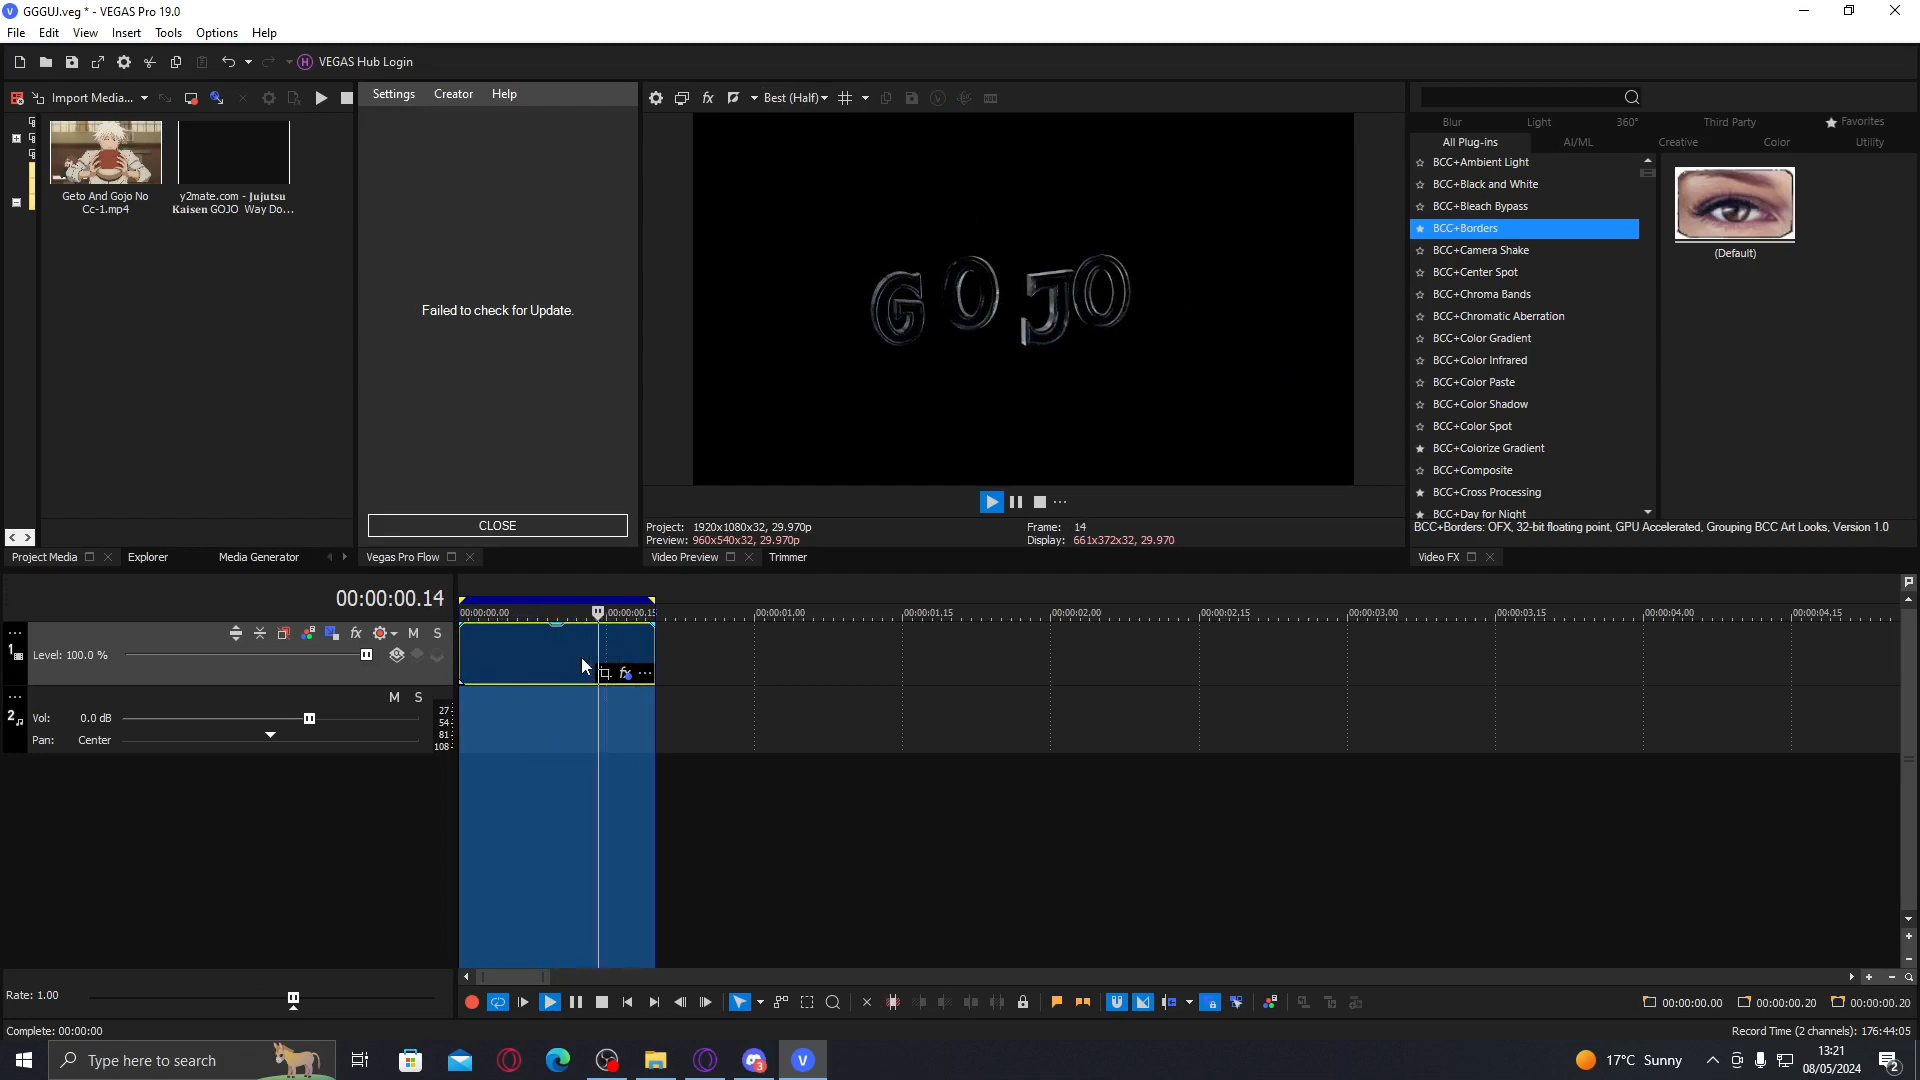 GGGUJ.veg * - VEGAS Pro 19.0
File Edit View Insert Tools Options Help
VEGAS Hub Login
Import Media...
Settings Creator Help
Best (Half)
Blur Light 360° Third Party Favorites
All Plug-ins AI/ML Creative Color Utility
Geto And Gojo No
Cc-1.mp4
y2mate.com - Jujutsu
Kaisen GOJO Way Do...
Failed to check for Update.
CLOSE
GOJO
BCC+Ambient Light
BCC+Black and White
BCC+Bleach Bypass
BCC+Borders
BCC+Camera Shake
BCC+Center Spot
BCC+Chroma Bands
BCC+Chromatic Aberration
BCC+Color Gradient
BCC+Color Infrared
BCC+Color Paste
BCC+Color Shadow
BCC+Color Spot
BCC+Colorize Gradient
BCC+Composite
BCC+Cross Processing
BCC+Day for Night
(Default)
Project: 1920x1080x32, 29.970p
Preview: 960x540x32, 29.970p
Frame: 14
Display: 661x372x32, 29.970
BCC+Borders: OFX, 32-bit floating point, GPU Accelerated, Grouping BCC Art Looks, Version 1.0
Project Media Explorer Media Generator
Vegas Pro Flow
Video Preview Trimmer
Video FX
00:00:00.14
00:00:00.00 00:00:00.15 00:00:01.00 00:00:01.15 00:00:02.00 00:00:02.15 00:00:03.00 00:00:03.15 00:00:04.00 00:00:04.15
1
M S
Level: 100.0 %
fx
2
M S
Vol: 0.0 dB
Pan: Center
27
54
81
108
Rate: 1.00
00:00:00.00 00:00:00.20 00:00:00.20
Complete: 00:00:00
Record Time (2 channels): 176:44:05
Type here to search
17°C Sunny
13:21
08/05/2024